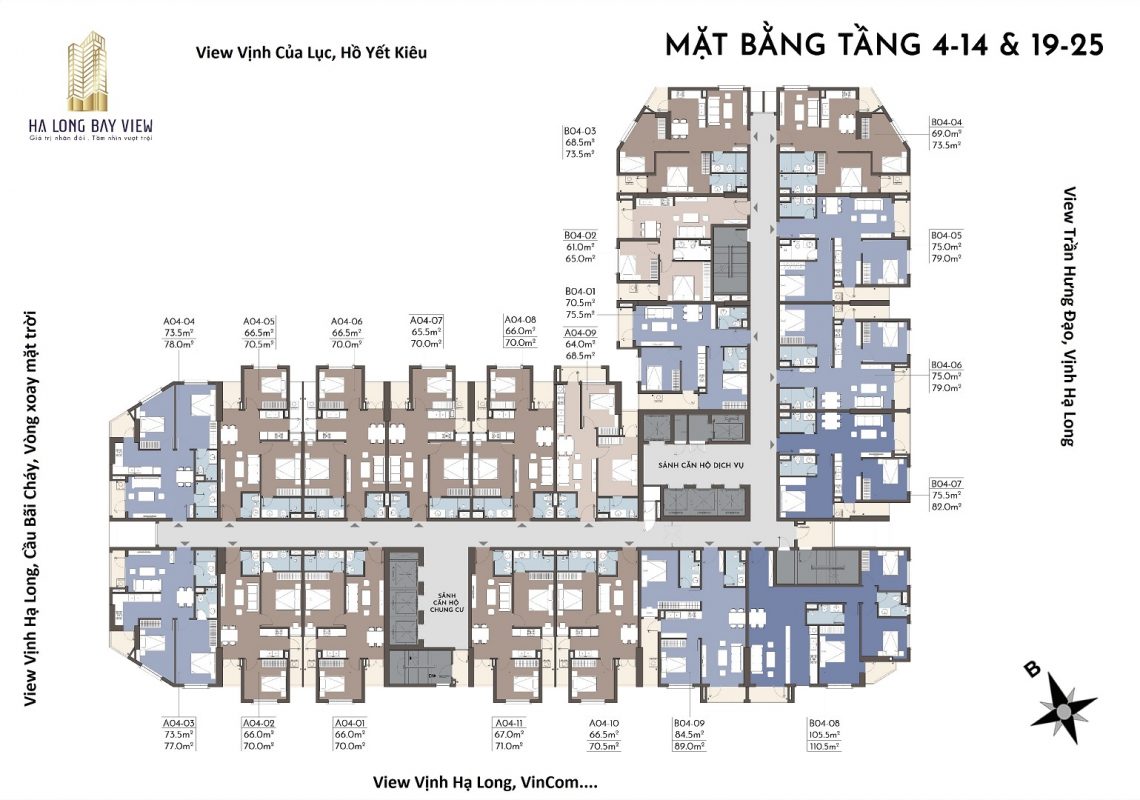 View Vịnh Của Lục, Hồ Yết Kiêu
MẶT BẰNG TẦNG 4-14 & 19-25
HA LONG BAY VIEW
Giá trị nhân đôi . Tầm nhìn vượt trội
B04-03
68.5m²
73.5m²
B04-04
69.0m²
73.5m²
B04-02
61.0m²
65.0m²
B04-05
75.0m²
79.0m²
B04-01
70.5m²
75.5m²
A04-04
73.5m²
78.0m²
A04-05
66.5m²
70.5m²
A04-06
66.5m²
70.0m²
A04-07
65.5m²
70.0m²
A04-08
66.0m²
70.0m²
A04-09
64.0m²
68.5m²
B04-06
75.0m²
79.0m²
SẢNH CĂN HỘ DỊCH VỤ
B04-07
75.5m²
82.0m²
SẢNH
CĂN HỘ
CHUNG CƯ
A04-03
73.5m²
77.0m²
A04-02
66.0m²
70.0m²
A04-01
66.0m²
70.0m²
A04-11
67.0m²
71.0m²
A04-10
66.5m²
70.5m²
B04-09
84.5m²
89.0m²
B04-08
105.5m²
110.5m²
View Vịnh Hạ Long, Cầu Bãi Cháy, Vòng xoay mặt trời
View Trần Hưng Đạo, Vịnh Hạ Long
B
View Vịnh Hạ Long, VinCom....